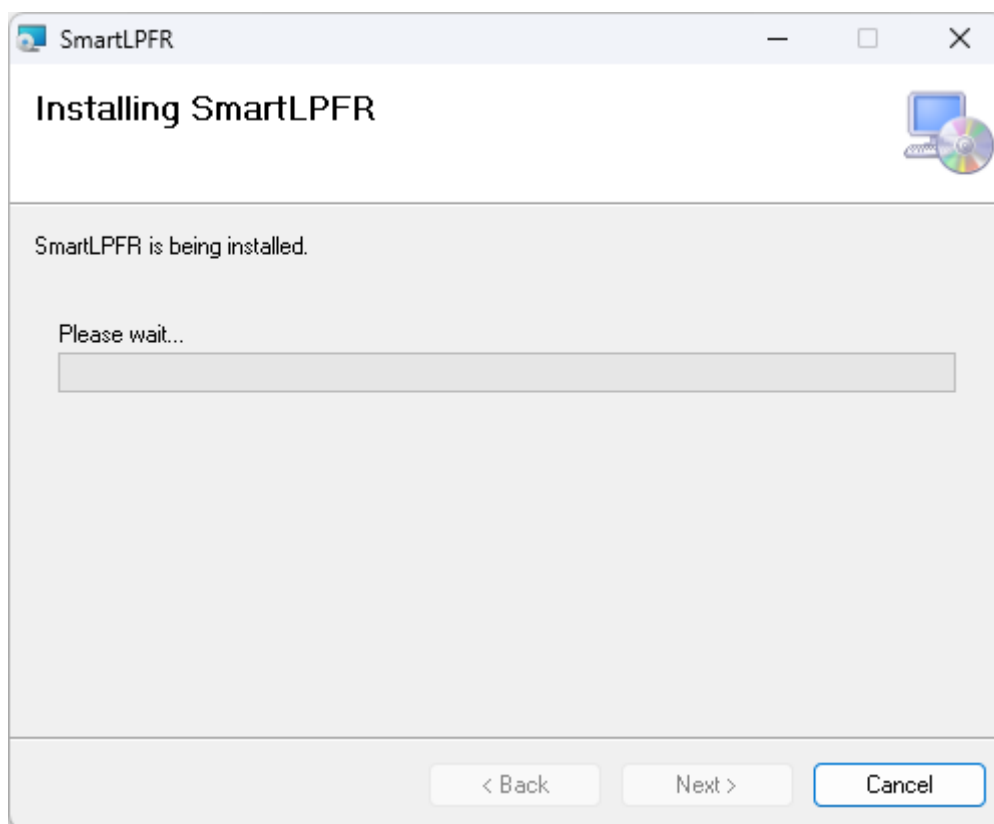 SmartLPFR
Installing SmartLPFR
SmartLPFR is being installed.
Please wait...
< Back
Next >
Cancel